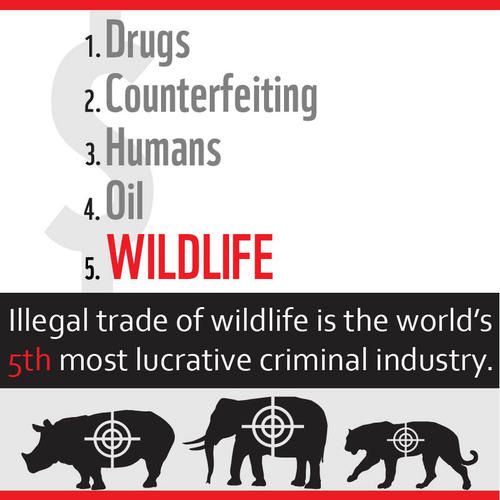 1. Drugs
2. Counterfeiting
3. Humans
4. Oil
5. WILDLIFE
Illegal trade of wildlife is the world's
5th most lucrative criminal industry.